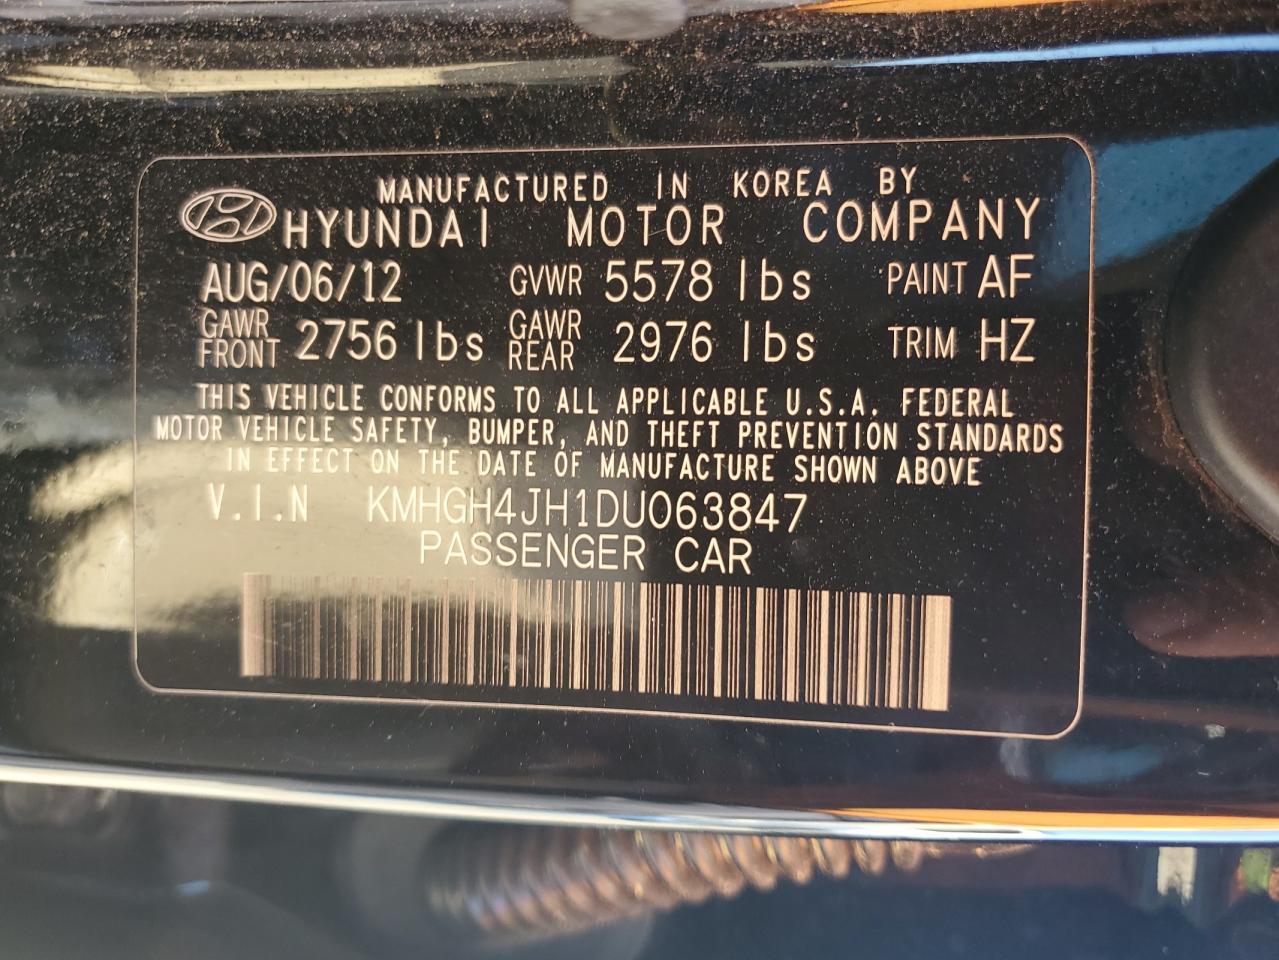 MANUFACTURED IN KOREA BY
HYUNDAI MOTOR COMPANY
AUG/06/12 GVWR 5578 lbs PAINT AF
GAWR FRONT 2756 lbs GAWR REAR 2976 lbs TRIM HZ
THIS VEHICLE CONFORMS TO ALL APPLICABLE U.S.A. FEDERAL
MOTOR VEHICLE SAFETY, BUMPER, AND THEFT PREVENTION STANDARDS
IN EFFECT ON THE DATE OF MANUFACTURE SHOWN ABOVE
V.I.N KMHGH4JH1DU063847
PASSENGER CAR